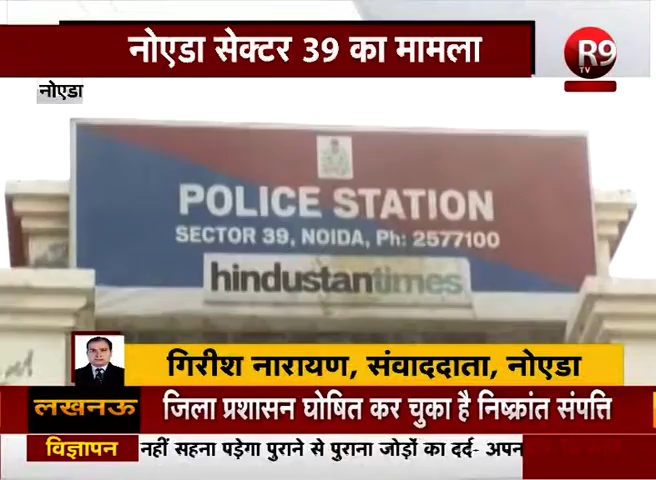 नोएडा सेक्टर 39 का मामला
R9
TV
नोएडा
POLICE STATION
SECTOR 39, NOIDA, Ph: 2577100
hindustantimes
गिरीश नारायण, संवाददाता, नोएडा
लखनऊ
जिला प्रशासन घोषित कर चुका है निष्क्रांत संपत्ति
विज्ञापन
नहीं सहना पड़ेगा पुराने से पुराना जोड़ों का दर्द- अपन